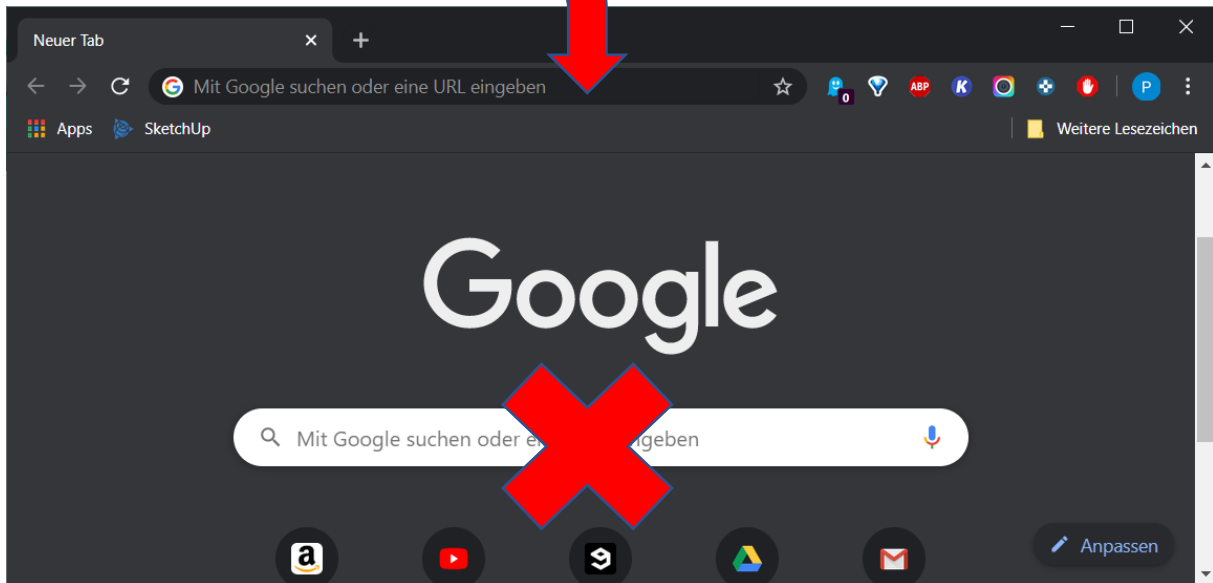 Neuer Tab
Mit Google suchen oder eine URL eingeben
0
ABP
K
P
Apps
SketchUp
Weitere Lesezeichen
Google
Mit Google suchen oder geben
a
Anpassen